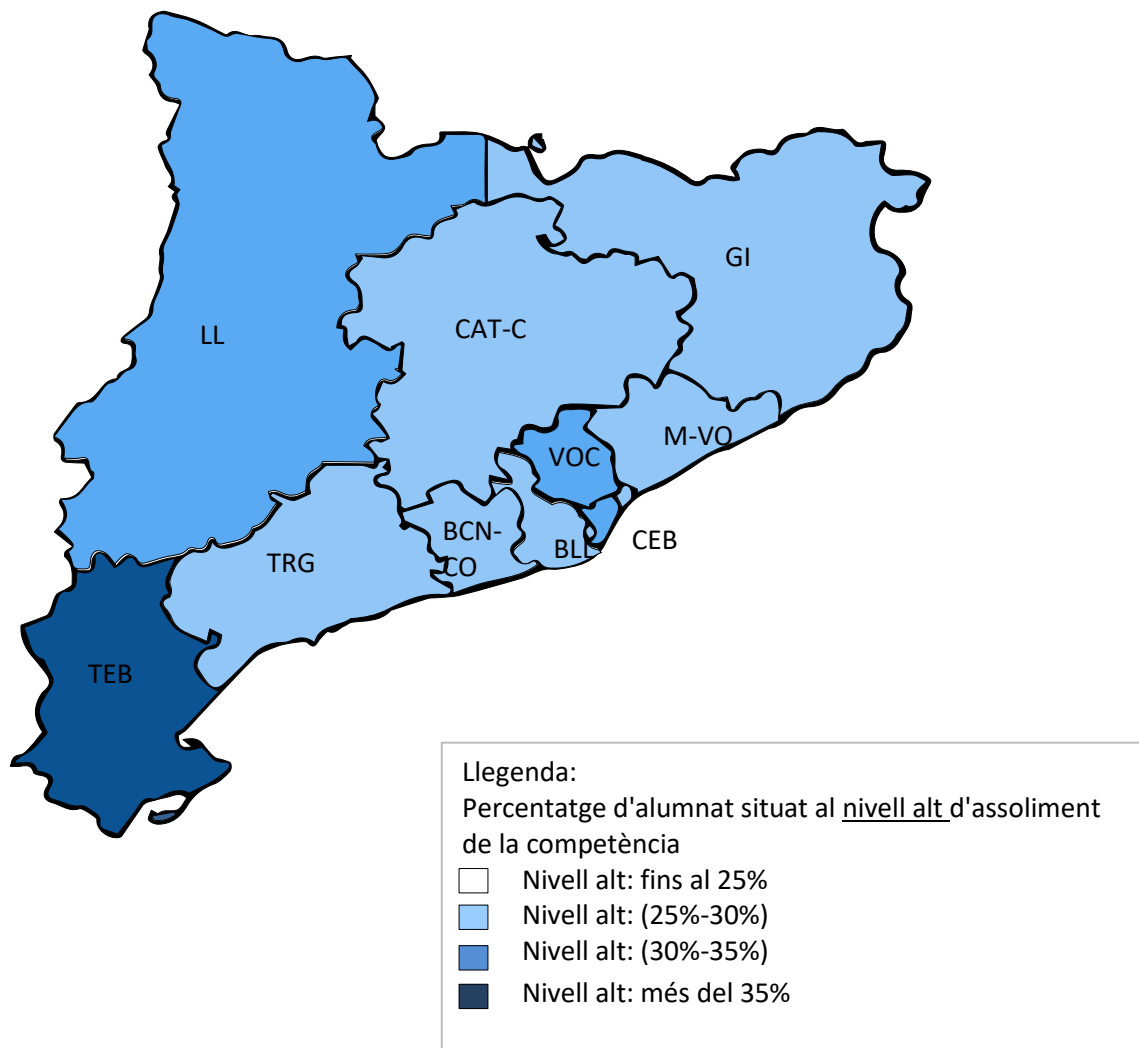 GI
LL
CAT-C
M-VO
VOC
BCN-
CO
BLL
CEB
TRG
TEB
Llegenda:
Percentatge d'alumnat situat al nivell alt d'assoliment
de la competència
Nivell alt: fins al 25%
Nivell alt: (25%-30%)
Nivell alt: (30%-35%)
Nivell alt: més del 35%